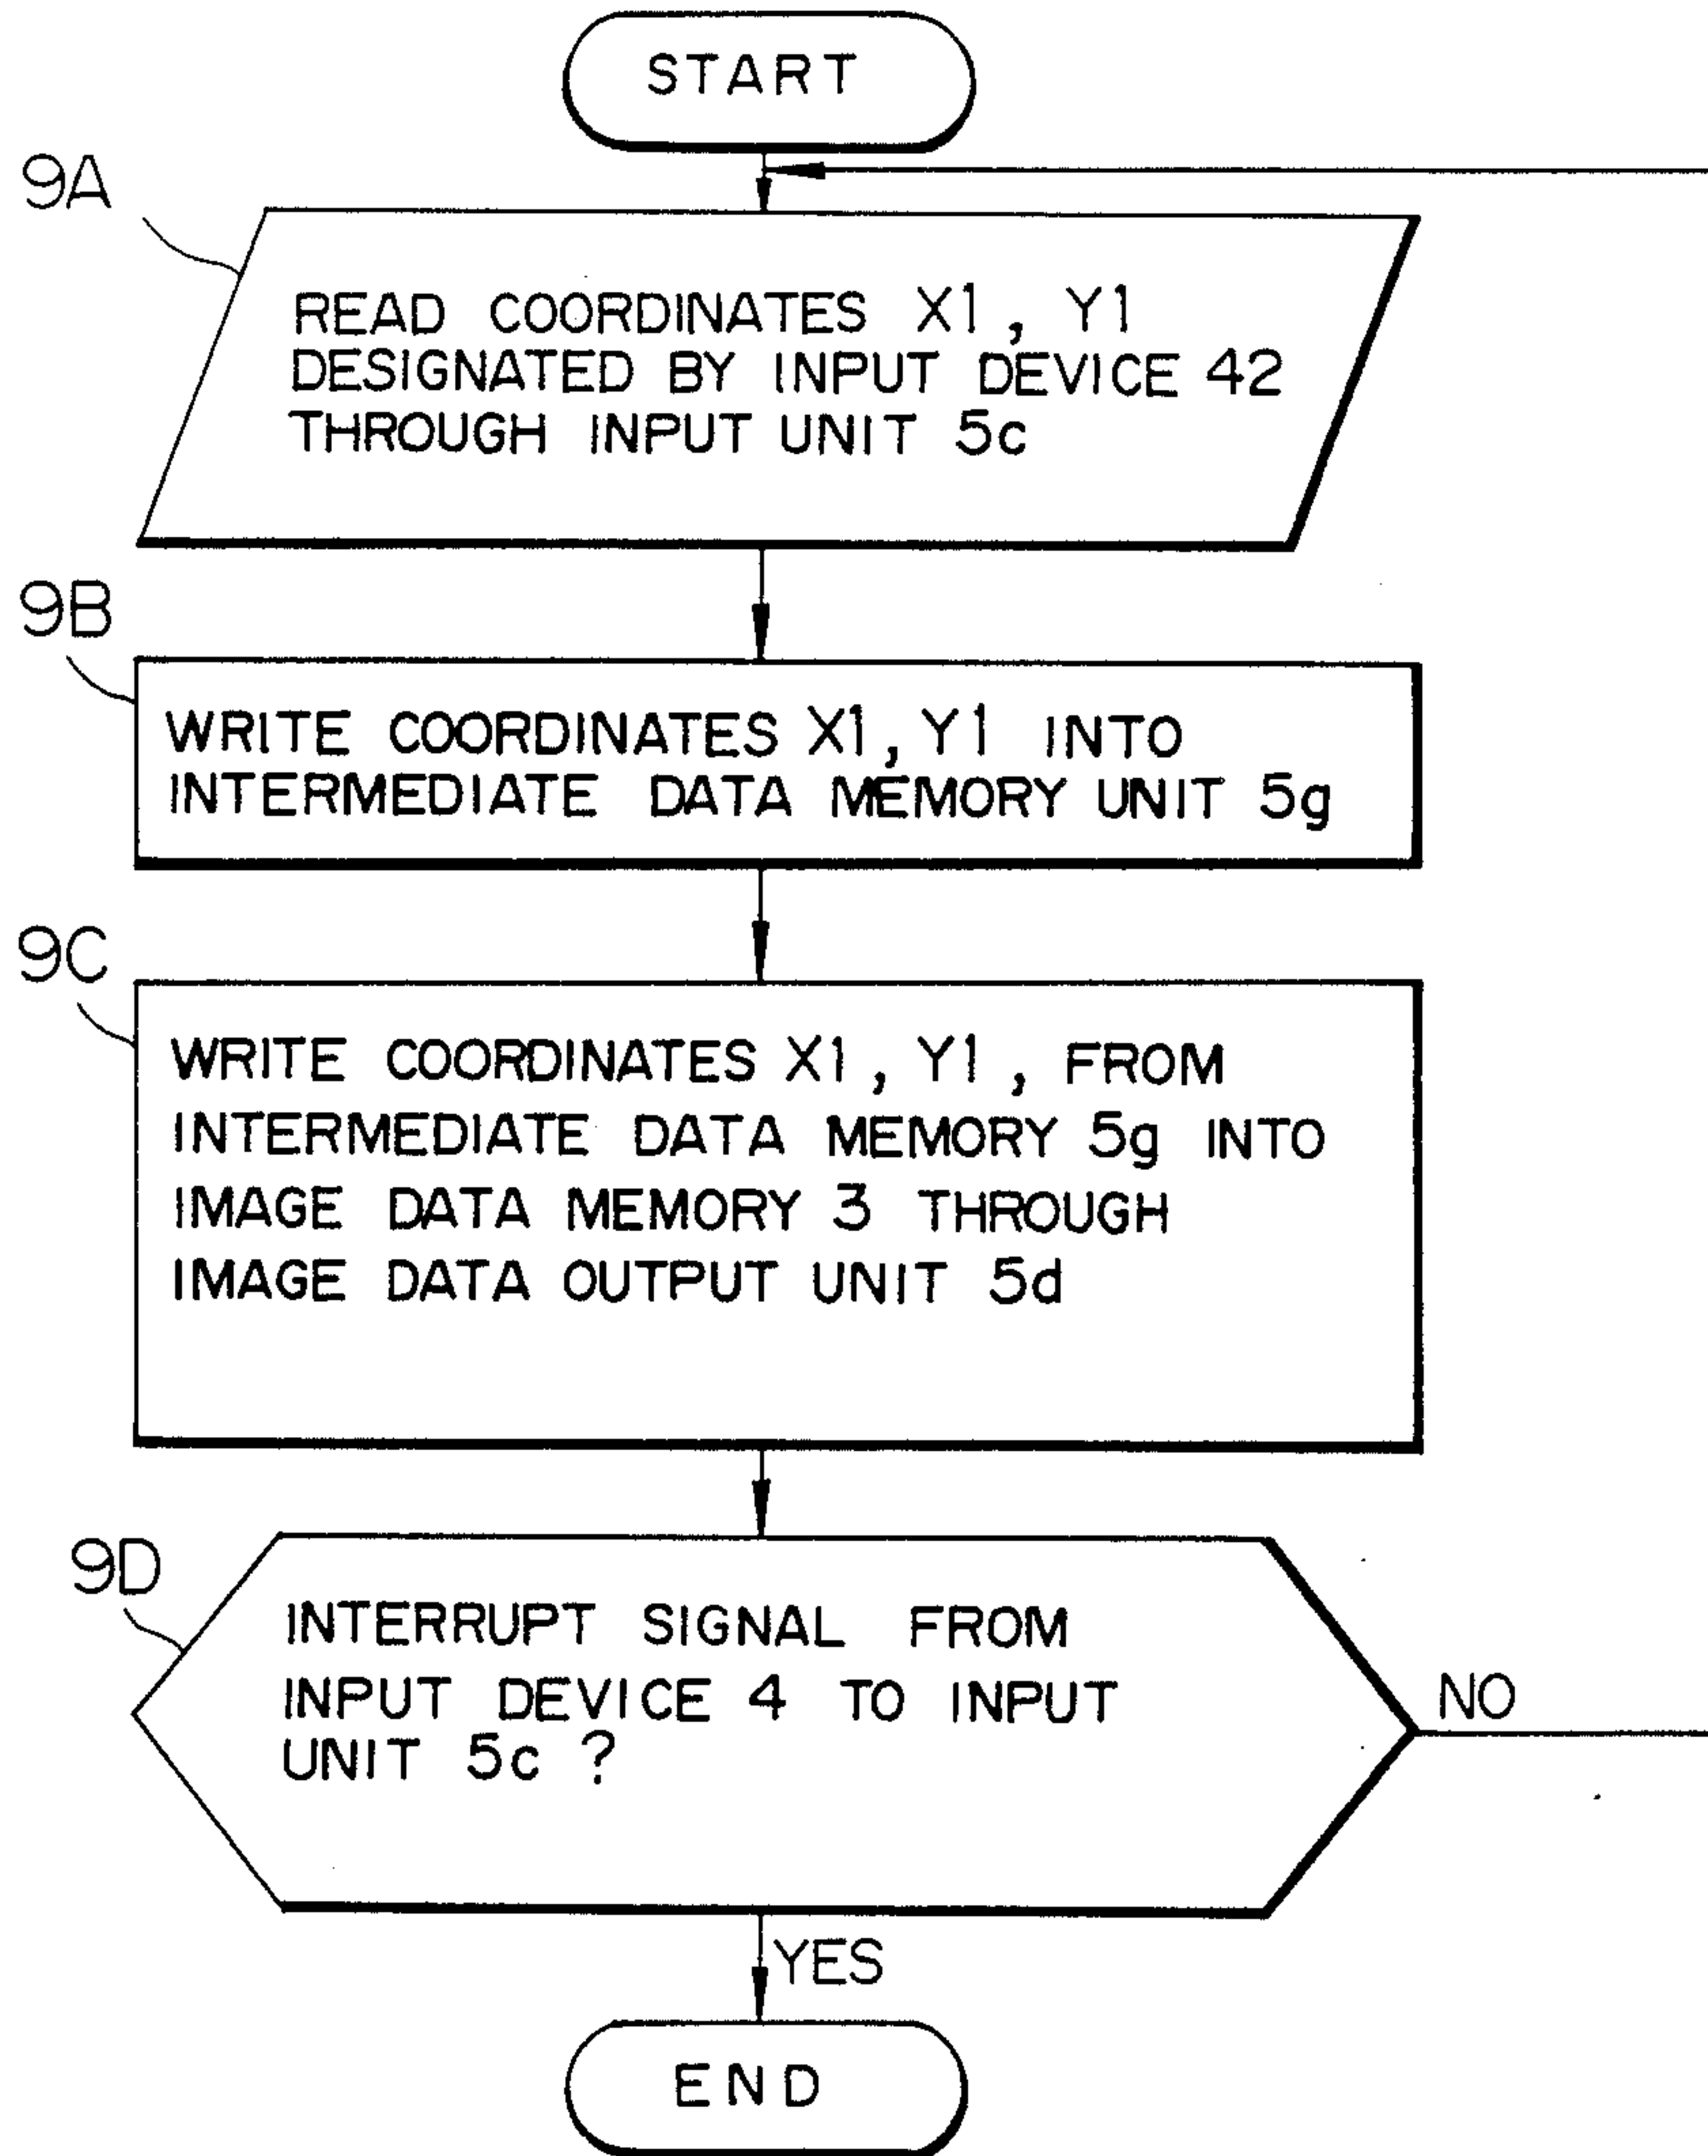 START
9A
READ COORDINATES X1, Y1
DESIGNATED BY INPUT DEVICE 42
THROUGH INPUT UNIT 5c
9B
WRITE COORDINATES X1, Y1 INTO
INTERMEDIATE DATA MEMORY UNIT 5g
9C
WRITE COORDINATES X1, Y1, FROM
INTERMEDIATE DATA MEMORY 5g INTO
IMAGE DATA MEMORY 3 THROUGH
IMAGE DATA OUTPUT UNIT 5d
9D
INTERRUPT SIGNAL FROM
INPUT DEVICE 4 TO INPUT
UNIT 5c ?
NO
YES
END